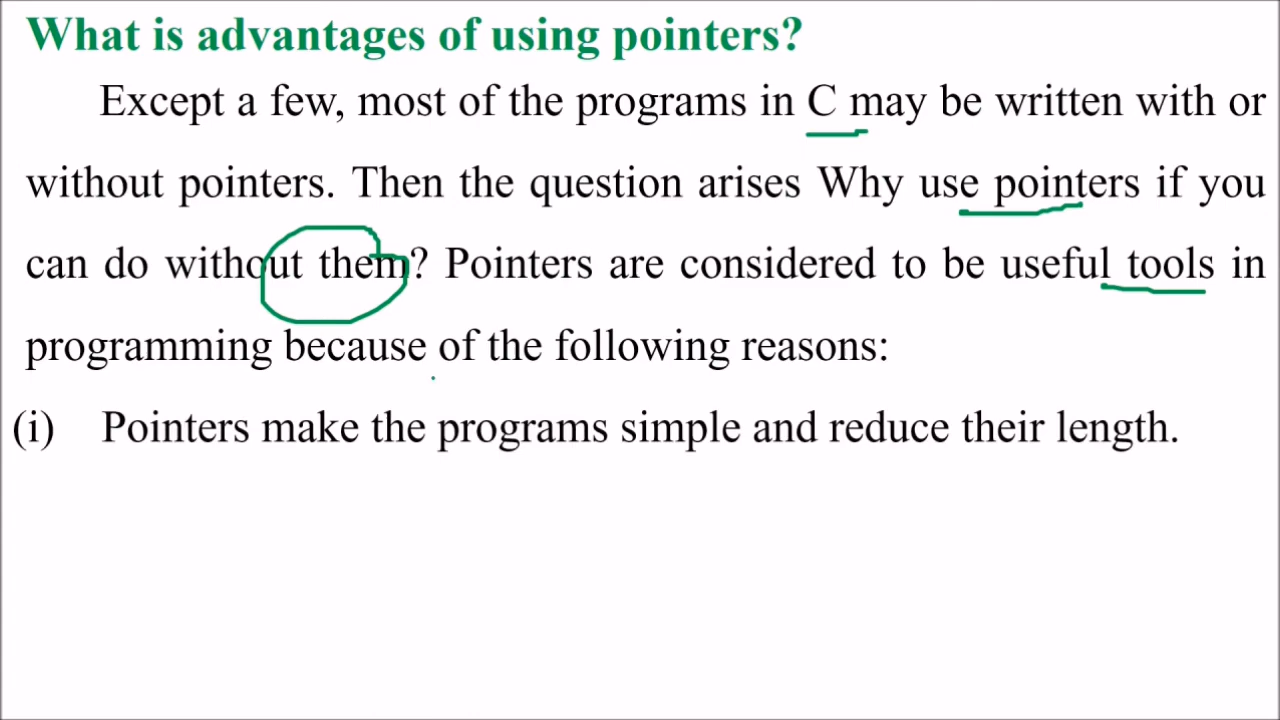 What is advantages of using pointers?
Except a few, most of the programs in C may be written with or
without pointers. Then the question arises Why use pointers if you
can do without them? Pointers are considered to be useful tools in
programming because of the following reasons:
(i) Pointers make the programs simple and reduce their length.